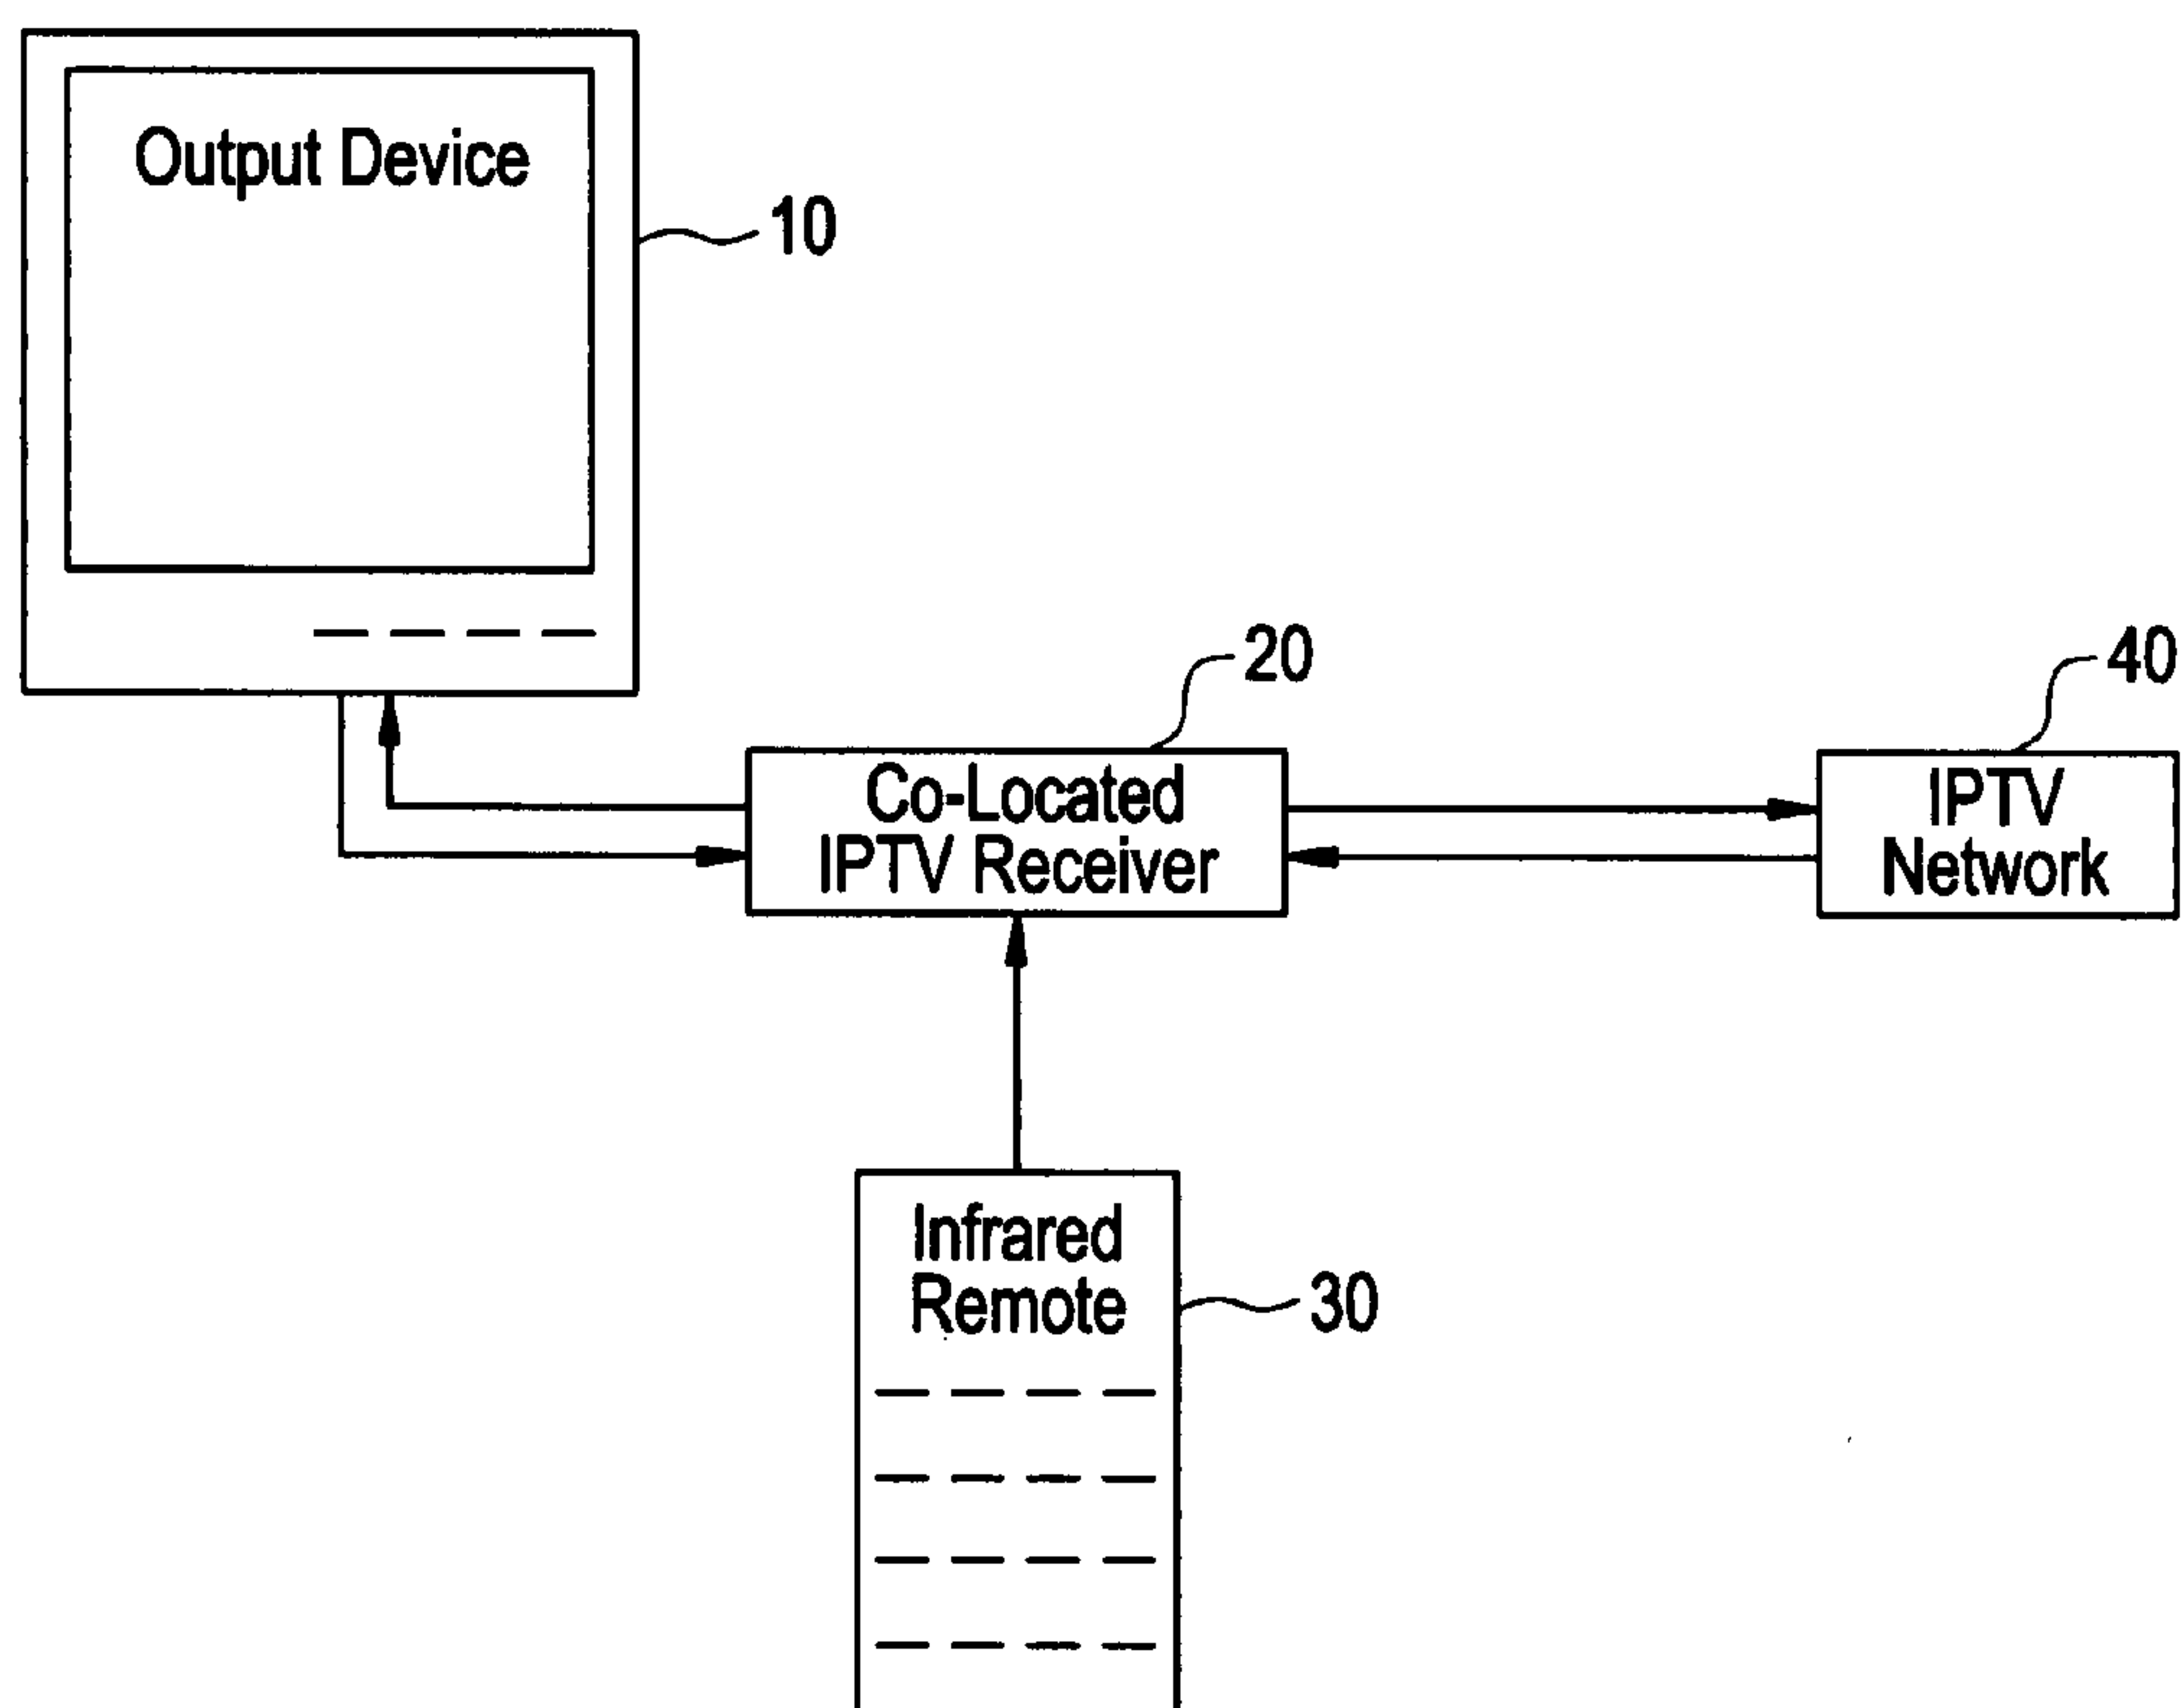 Output Device
10
20
40
Co-Located
IPTV Receiver
IPTV
Network
Infrared
Remote
30